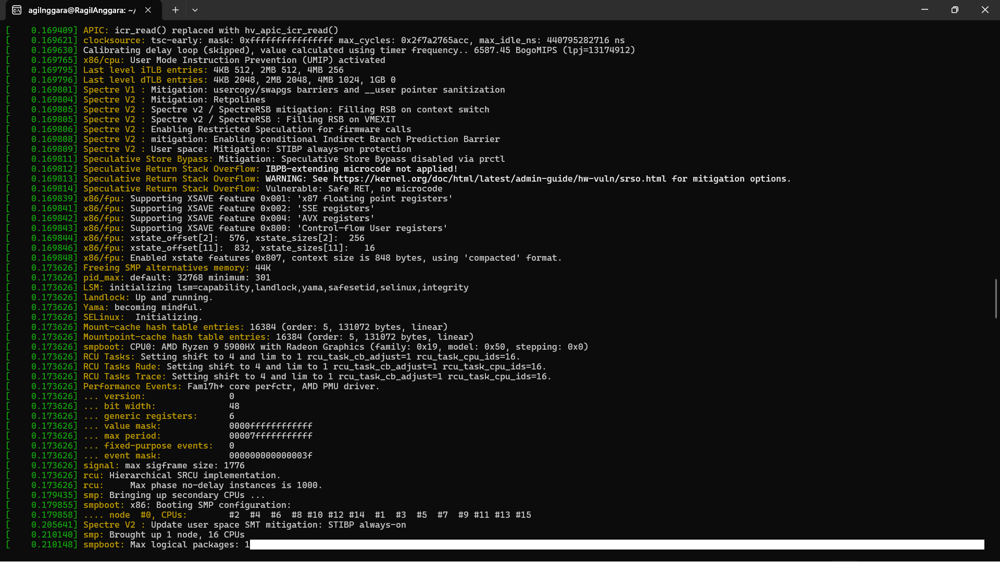 agilnggara@RagilAnggara: ~/
[    0.169409] APIC: icr_read() replaced with hv_apic_icr_read()
[    0.169621] clocksource: tsc-early: mask: 0xffffffffffffffff max_cycles: 0x2f7a2765acc, max_idle_ns: 440795282716 ns
[    0.169630] Calibrating delay loop (skipped), value calculated using timer frequency.. 6587.45 BogoMIPS (lpj=13174912)
[    0.169765] x86/cpu: User Mode Instruction Prevention (UMIP) activated
[    0.169795] Last level iTLB entries: 4KB 512, 2MB 512, 4MB 256
[    0.169796] Last level dTLB entries: 4KB 2048, 2MB 2048, 4MB 1024, 1GB 0
[    0.169801] Spectre V1 : Mitigation: usercopy/swapgs barriers and __user pointer sanitization
[    0.169804] Spectre V2 : Mitigation: Retpolines
[    0.169805] Spectre V2 : Spectre v2 / SpectreRSB mitigation: Filling RSB on context switch
[    0.169805] Spectre V2 : Spectre v2 / SpectreRSB : Filling RSB on VMEXIT
[    0.169806] Spectre V2 : Enabling Restricted Speculation for firmware calls
[    0.169808] Spectre V2 : mitigation: Enabling conditional Indirect Branch Prediction Barrier
[    0.169809] Spectre V2 : User space: Mitigation: STIBP always-on protection
[    0.169811] Speculative Store Bypass: Mitigation: Speculative Store Bypass disabled via prctl
[    0.169812] Speculative Return Stack Overflow: IBPB-extending microcode not applied!
[    0.169813] Speculative Return Stack Overflow: WARNING: See https://kernel.org/doc/html/latest/admin-guide/hw-vuln/srso.html for mitigation options.
[    0.169814] Speculative Return Stack Overflow: Vulnerable: Safe RET, no microcode
[    0.169839] x86/fpu: Supporting XSAVE feature 0x001: 'x87 floating point registers'
[    0.169841] x86/fpu: Supporting XSAVE feature 0x002: 'SSE registers'
[    0.169842] x86/fpu: Supporting XSAVE feature 0x004: 'AVX registers'
[    0.169843] x86/fpu: Supporting XSAVE feature 0x800: 'Control-flow User registers'
[    0.169844] x86/fpu: xstate_offset[2]:  576, xstate_sizes[2]:  256
[    0.169846] x86/fpu: xstate_offset[11]:  832, xstate_sizes[11]:   16
[    0.169848] x86/fpu: Enabled xstate features 0x807, context size is 848 bytes, using 'compacted' format.
[    0.173626] Freeing SMP alternatives memory: 44K
[    0.173626] pid_max: default: 32768 minimum: 301
[    0.173626] LSM: initializing lsm=capability,landlock,yama,safesetid,selinux,integrity
[    0.173626] landlock: Up and running.
[    0.173626] Yama: becoming mindful.
[    0.173626] SELinux:  Initializing.
[    0.173626] Mount-cache hash table entries: 16384 (order: 5, 131072 bytes, linear)
[    0.173626] Mountpoint-cache hash table entries: 16384 (order: 5, 131072 bytes, linear)
[    0.173626] smpboot: CPU0: AMD Ryzen 9 5900HX with Radeon Graphics (family: 0x19, model: 0x50, stepping: 0x0)
[    0.173626] RCU Tasks: Setting shift to 4 and lim to 1 rcu_task_cb_adjust=1 rcu_task_cpu_ids=16.
[    0.173626] RCU Tasks Rude: Setting shift to 4 and lim to 1 rcu_task_cb_adjust=1 rcu_task_cpu_ids=16.
[    0.173626] RCU Tasks Trace: Setting shift to 4 and lim to 1 rcu_task_cb_adjust=1 rcu_task_cpu_ids=16.
[    0.173626] Performance Events: Fam17h+ core perfctr, AMD PMU driver.
[    0.173626] ... version:                0
[    0.173626] ... bit width:              48
[    0.173626] ... generic registers:      6
[    0.173626] ... value mask:             0000ffffffffffff
[    0.173626] ... max period:             00007fffffffffff
[    0.173626] ... fixed-purpose events:   0
[    0.173626] ... event mask:             000000000000003f
[    0.173626] signal: max sigframe size: 1776
[    0.173626] rcu: Hierarchical SRCU implementation.
[    0.173626] rcu:     Max phase no-delay instances is 1000.
[    0.179435] smp: Bringing up secondary CPUs ...
[    0.179855] smpboot: x86: Booting SMP configuration:
[    0.179858] .... node  #0, CPUs:        #2  #4  #6  #8 #10 #12 #14  #1  #3  #5  #7  #9 #11 #13 #15
[    0.205641] Spectre V2 : Update user space SMT mitigation: STIBP always-on
[    0.210140] smp: Brought up 1 node, 16 CPUs
[    0.210148] smpboot: Max logical packages: 1